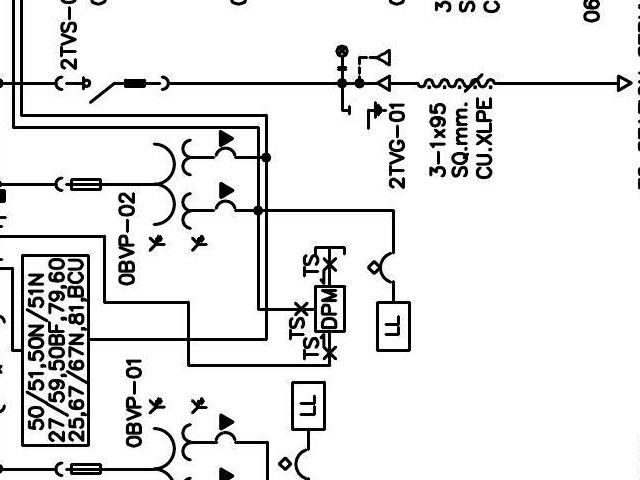 2TVS-0
06
2TVG-01
3-1x95
SQ.mm.
CU.XLPE
0BVP-02
50/51,50N/51N
27/59,50BF,79,60
25,67/67N,81,BCU
TS
TS
TS
DPM
LL
0BVP-01
LL